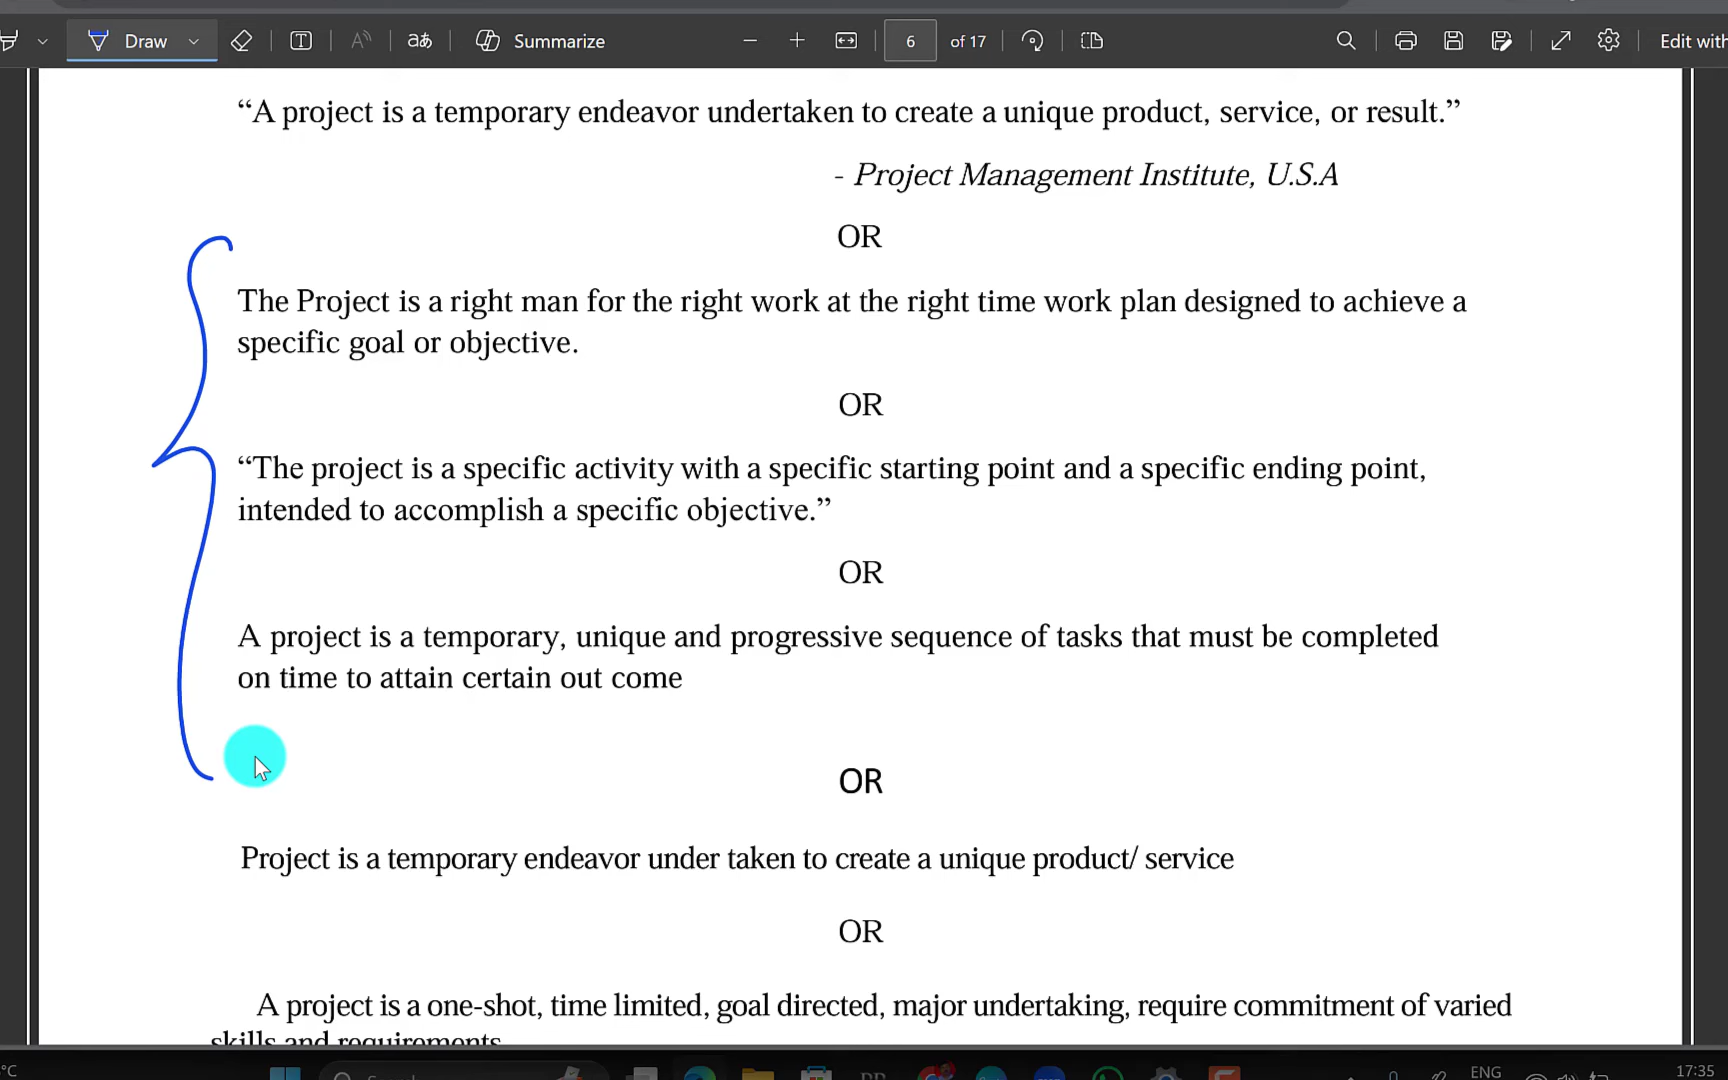 Draw
Summarize
6 of 17
Edit with
“A project is a temporary endeavor undertaken to create a unique product, service, or result.”
- Project Management Institute, U.S.A
OR
The Project is a right man for the right work at the right time work plan designed to achieve a
specific goal or objective.
OR
“The project is a specific activity with a specific starting point and a specific ending point,
intended to accomplish a specific objective.”
OR
A project is a temporary, unique and progressive sequence of tasks that must be completed
on time to attain certain out come
OR
Project is a temporary endeavor under taken to create a unique product/ service
OR
A project is a one-shot, time limited, goal directed, major undertaking, require commitment of varied
skills and requirements
°C
ENG
17:35